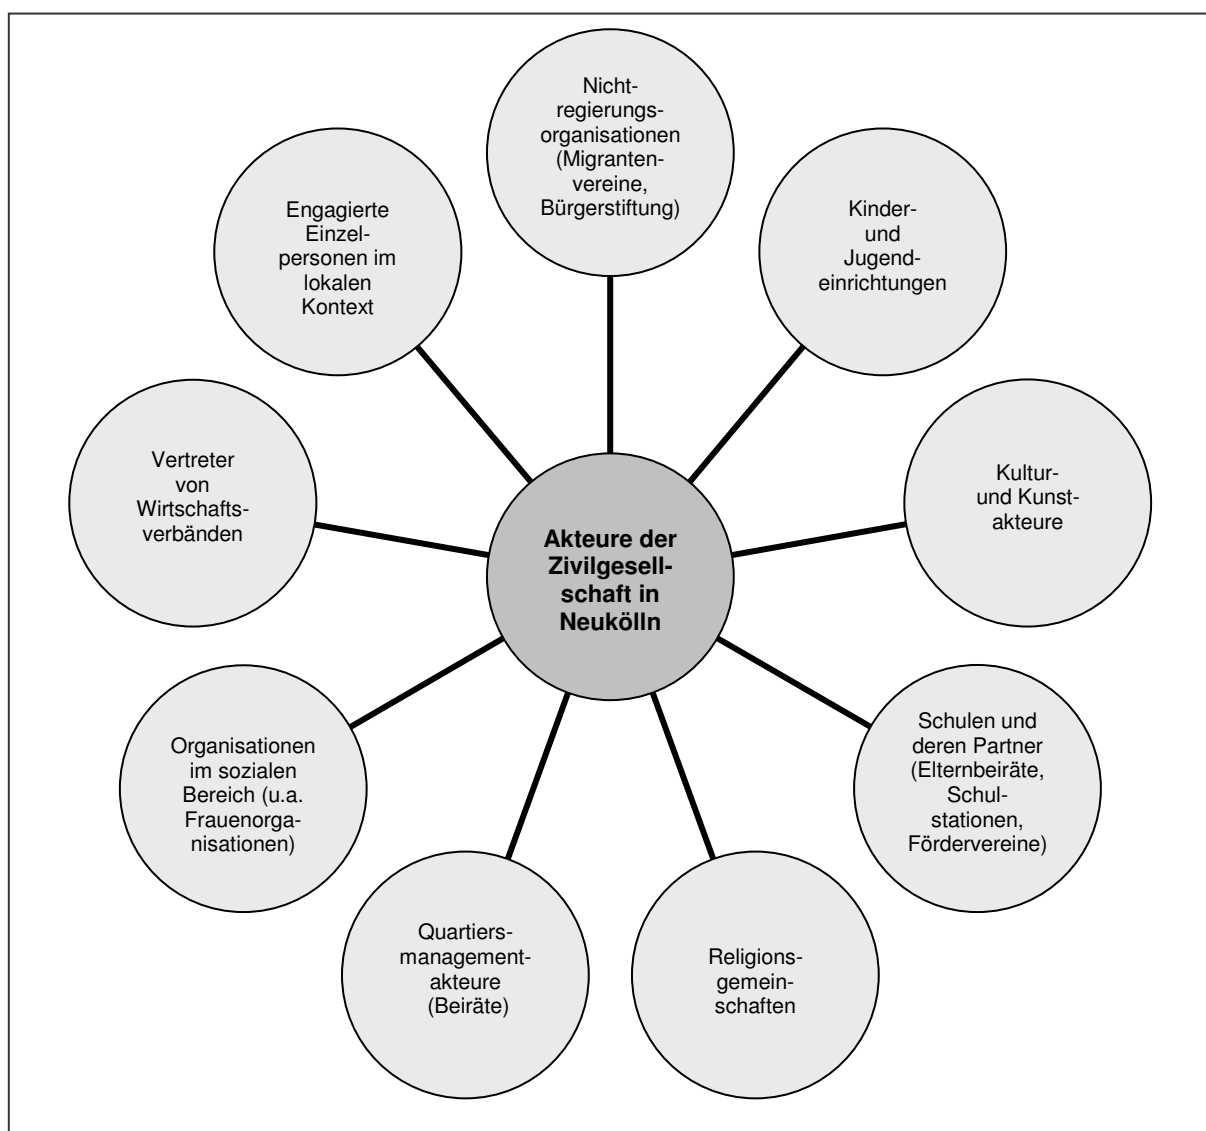 Nicht-
regierungs-
organisationen
(Migranten-
vereine,
Bürgerstiftung)
Kinder-
und
Jugend-
einrichtungen
Kultur-
und Kunst-
akteure
Schulen und
deren Partner
(Elternbeiräte,
Schul-
stationen,
Fördervereine)
Religions-
gemein-
schaften
Quartiers-
management-
akteure
(Beiräte)
Organisationen
im sozialen
Bereich (u.a.
Frauenorga-
nisationen)
Vertreter
von
Wirtschafts-
verbänden
Engagierte
Einzel-
personen im
lokalen
Kontext
Akteure der
Zivilgesell-
schaft in
Neukölln